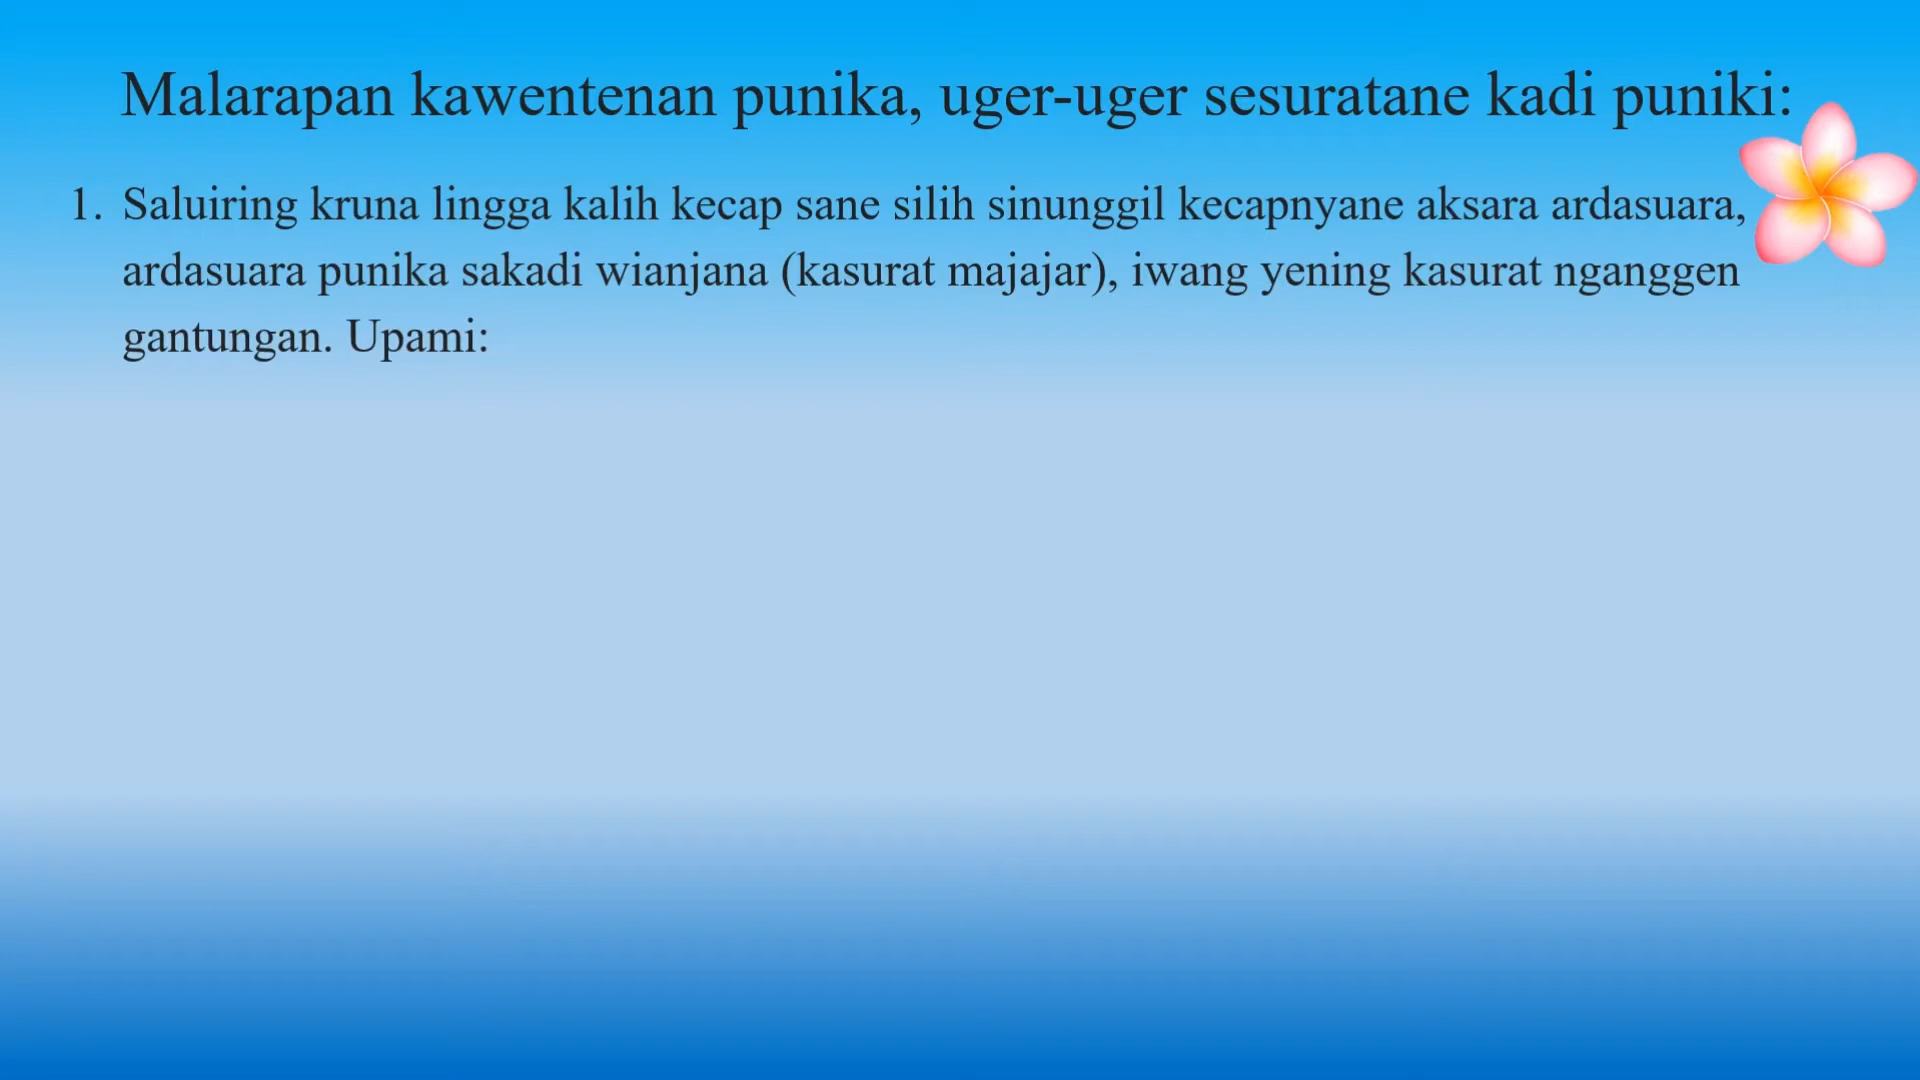 Malarapan kawentenan punika, uger-uger sesuratane kadi puniki:
1. Saluiring kruna lingga kalih kecap sane silih sinunggil kecapnyane aksara ardasuara,
ardasuara punika sakadi wianjana (kasurat majajar), iwang yening kasurat nganggen
gantungan. Upami: